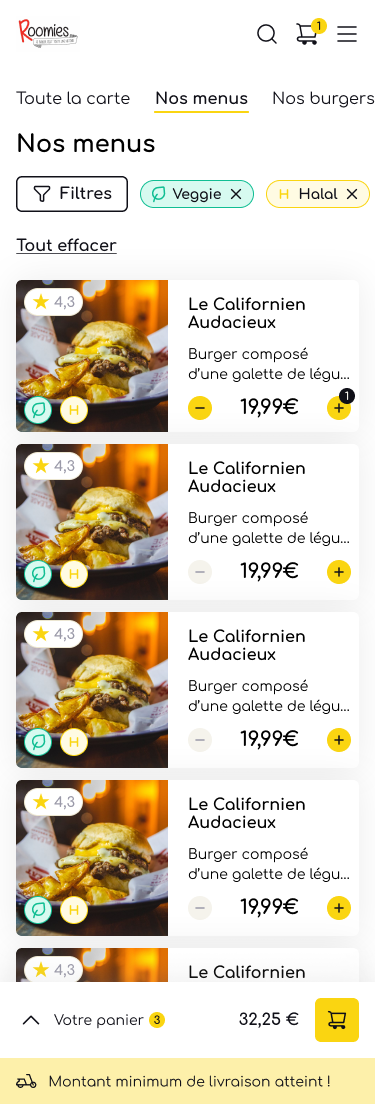 Roomies
1
Toute la carte Nos menus Nos burgers
Nos menus
Filtres Veggie H Halal
Tout effacer
4,3
Le Californien
Audacieux
Burger composé
d'une galette de légu...
H
19,99€
1
4,3
Le Californien
Audacieux
Burger composé
d'une galette de légu...
H
19,99€
4,3
Le Californien
Audacieux
Burger composé
d'une galette de légu...
H
19,99€
4,3
Le Californien
Audacieux
Burger composé
d'une galette de légu...
H
19,99€
4,3
Le Californien
Votre panier 3 32,25 €
Montant minimum de livraison atteint !